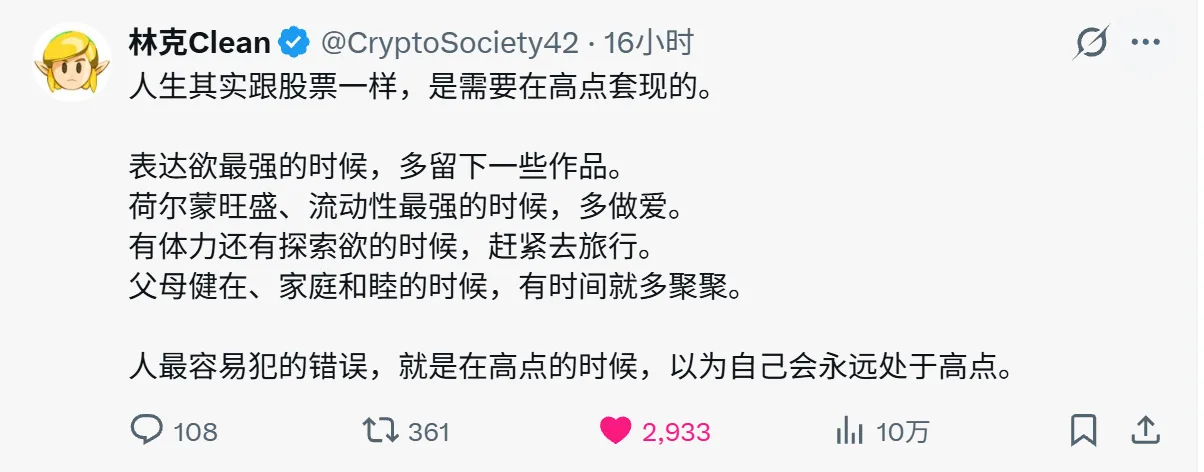 林克Clean @CryptoSociety42 · 16小时
人生其实跟股票一样，是需要在高点套现的。
表达欲最强的时候，多留下一些作品。
荷尔蒙旺盛、流动性最强的时候，多做爱。
有体力还有探索欲的时候，赶紧去旅行。
父母健在、家庭和睦的时候，有时间就多聚聚。
人最容易犯的错误，就是在高点的时候，以为自己会永远处于高点。
108 361 2,933 10万